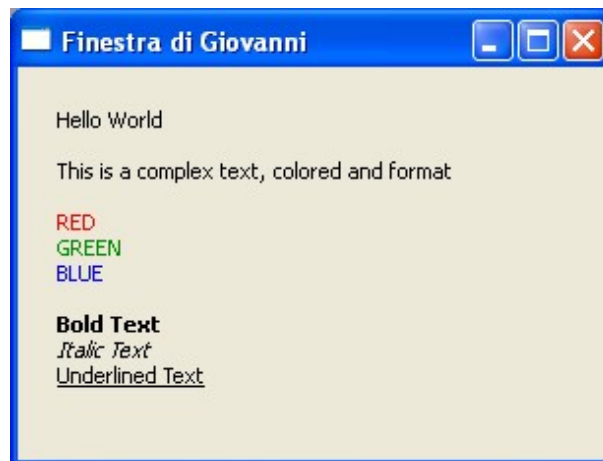 Finestra di Giovanni
Hello World
This is a complex text, colored and format
RED
GREEN
BLUE
Bold Text
Italic Text
Underlined Text